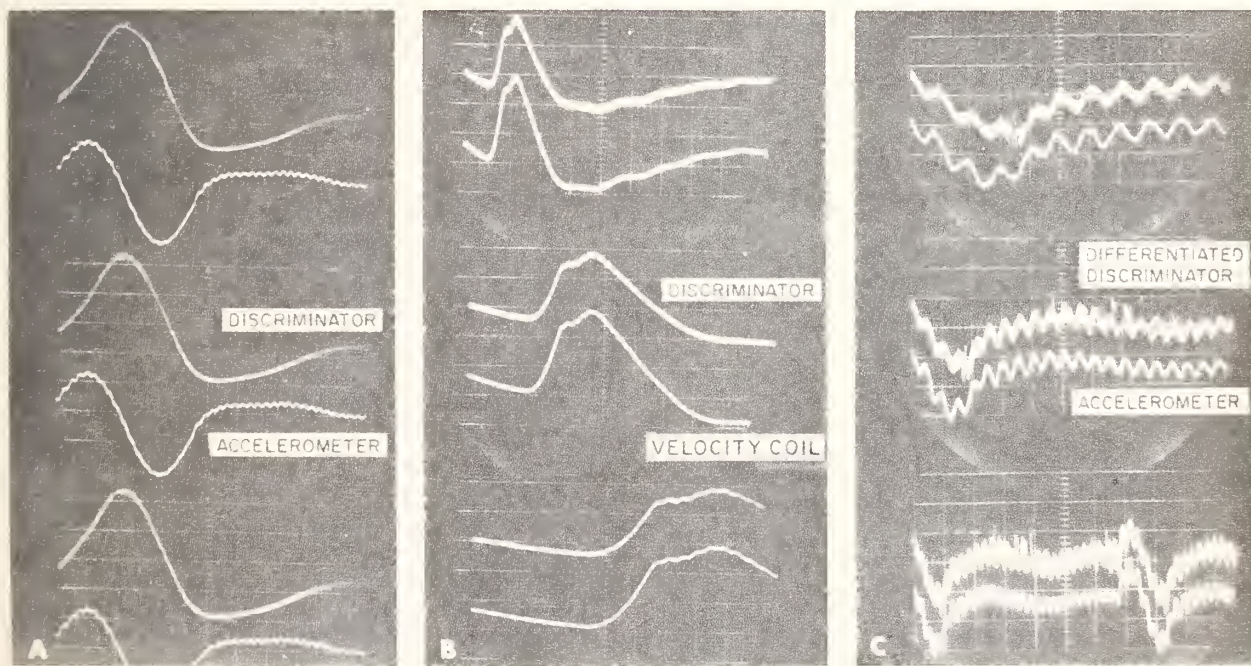 DISCRIMINATOR
ACCELEROMETER
A
DISCRIMINATOR
VELOCITY COIL
B
DIFFERENTIATED
DISCRIMINATOR
ACCELEROMETER
C